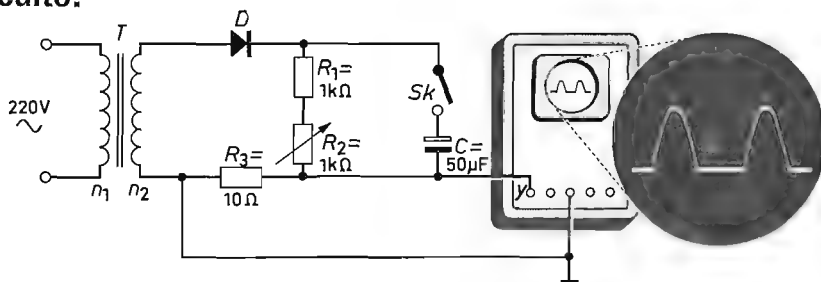 T
D
R₁=
1kΩ
Sk
220V
R₂=
1kΩ
C=
50µF
R₃=
10Ω
n₁
n₂
y